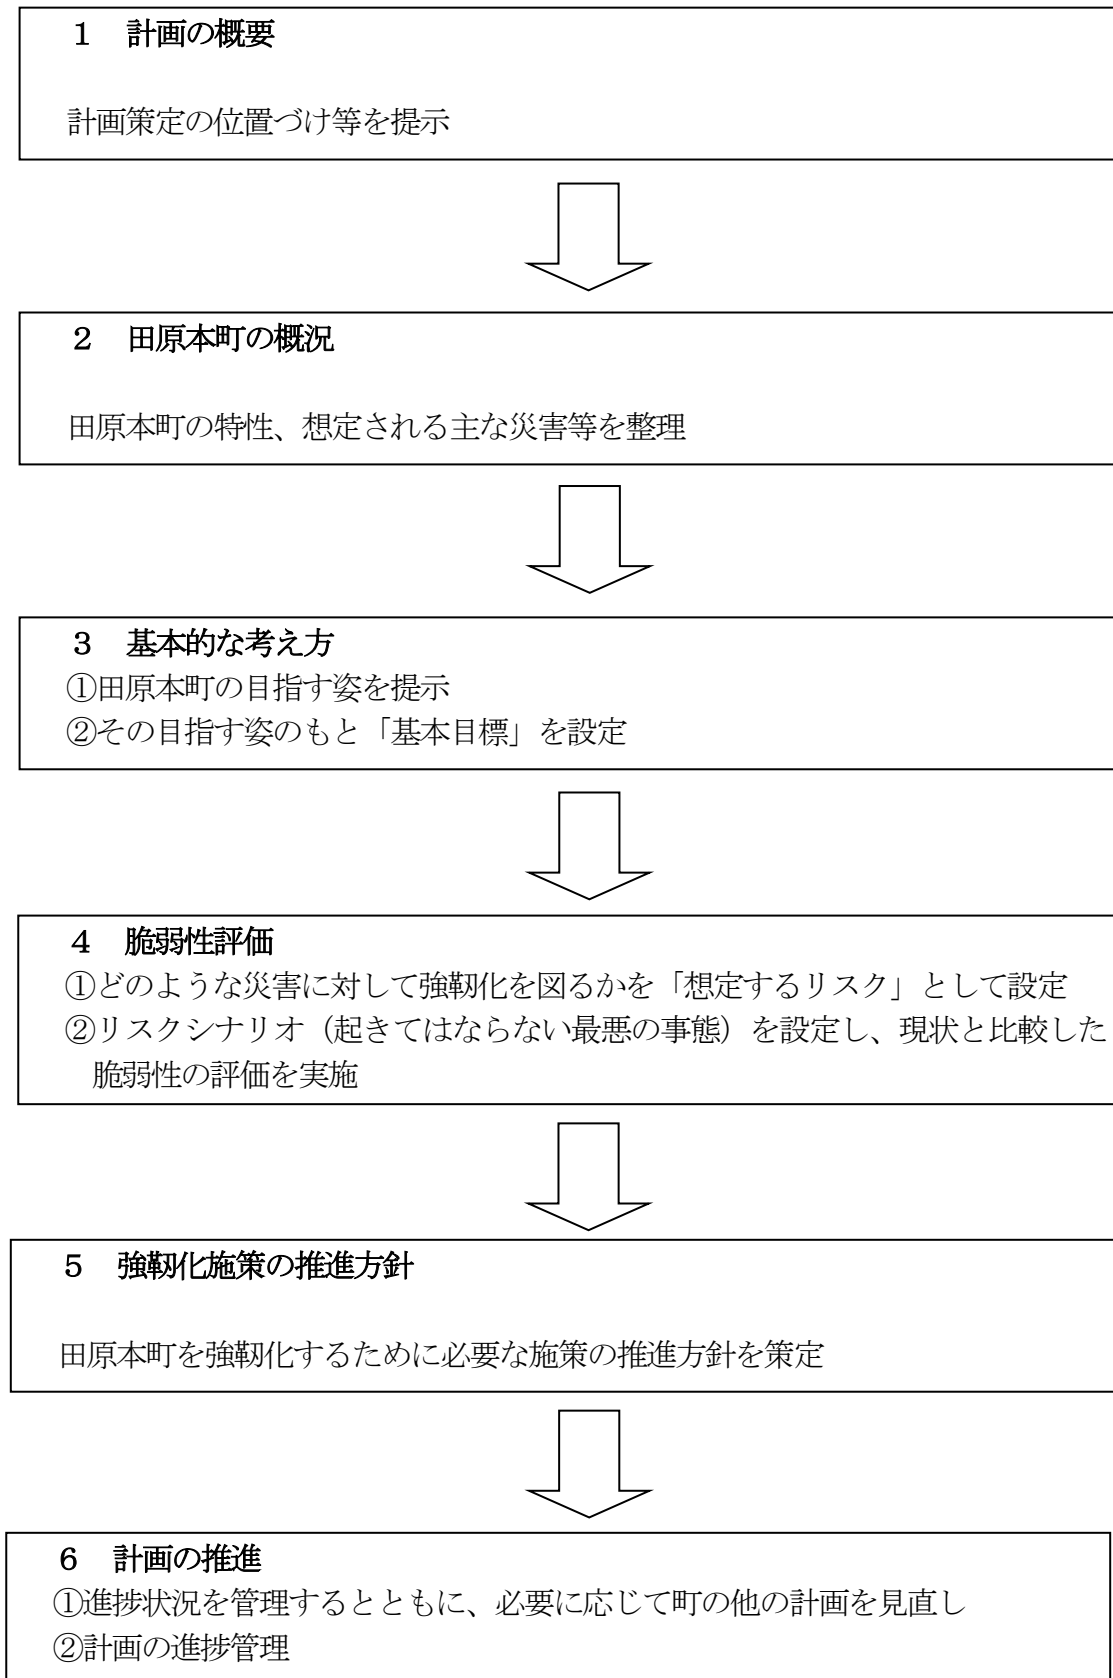 １　計画の概要
計画策定の位置づけ等を提示
２　田原本町の概況
田原本町の特性、想定される主な災害等を整理
３　基本的な考え方
①田原本町の目指す姿を提示
②その目指す姿のもと「基本目標」を設定
４　脆弱性評価
①どのような災害に対して強靱化を図るかを「想定するリスク」として設定
②リスクシナリオ（起きてはならない最悪の事態）を設定し、現状と比較した
脆弱性の評価を実施
５　強靱化施策の推進方針
田原本町を強靱化するために必要な施策の推進方針を策定
６　計画の推進
①進捗状況を管理するとともに、必要に応じて町の他の計画を見直し
②計画の進捗管理